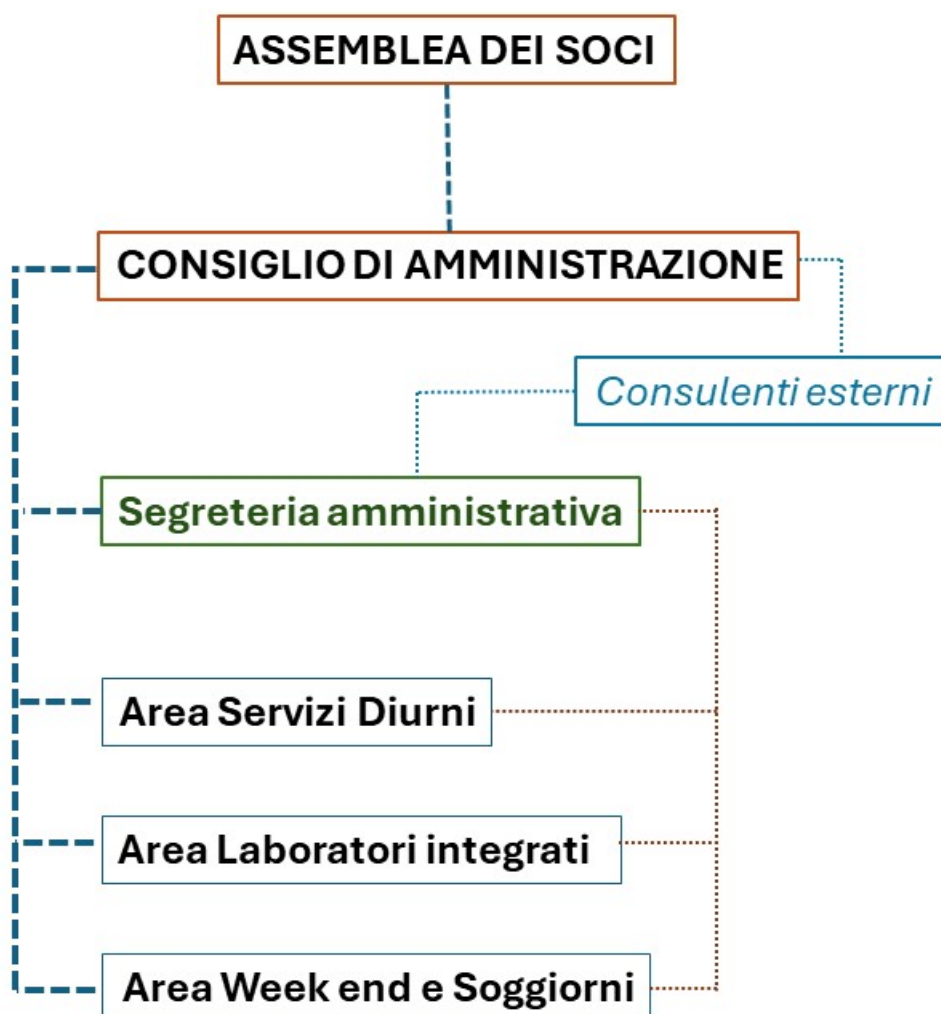 ASSEMBLEA DEI SOCI
CONSIGLIO DI AMMINISTRAZIONE
Consulenti esterni
Segreteria amministrativa
Area Servizi Diurni
Area Laboratori integrati
Area Week end e Soggiorni